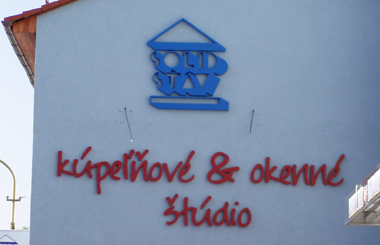 SOLID
STAV
kúpeľňové & okenné
štúdio